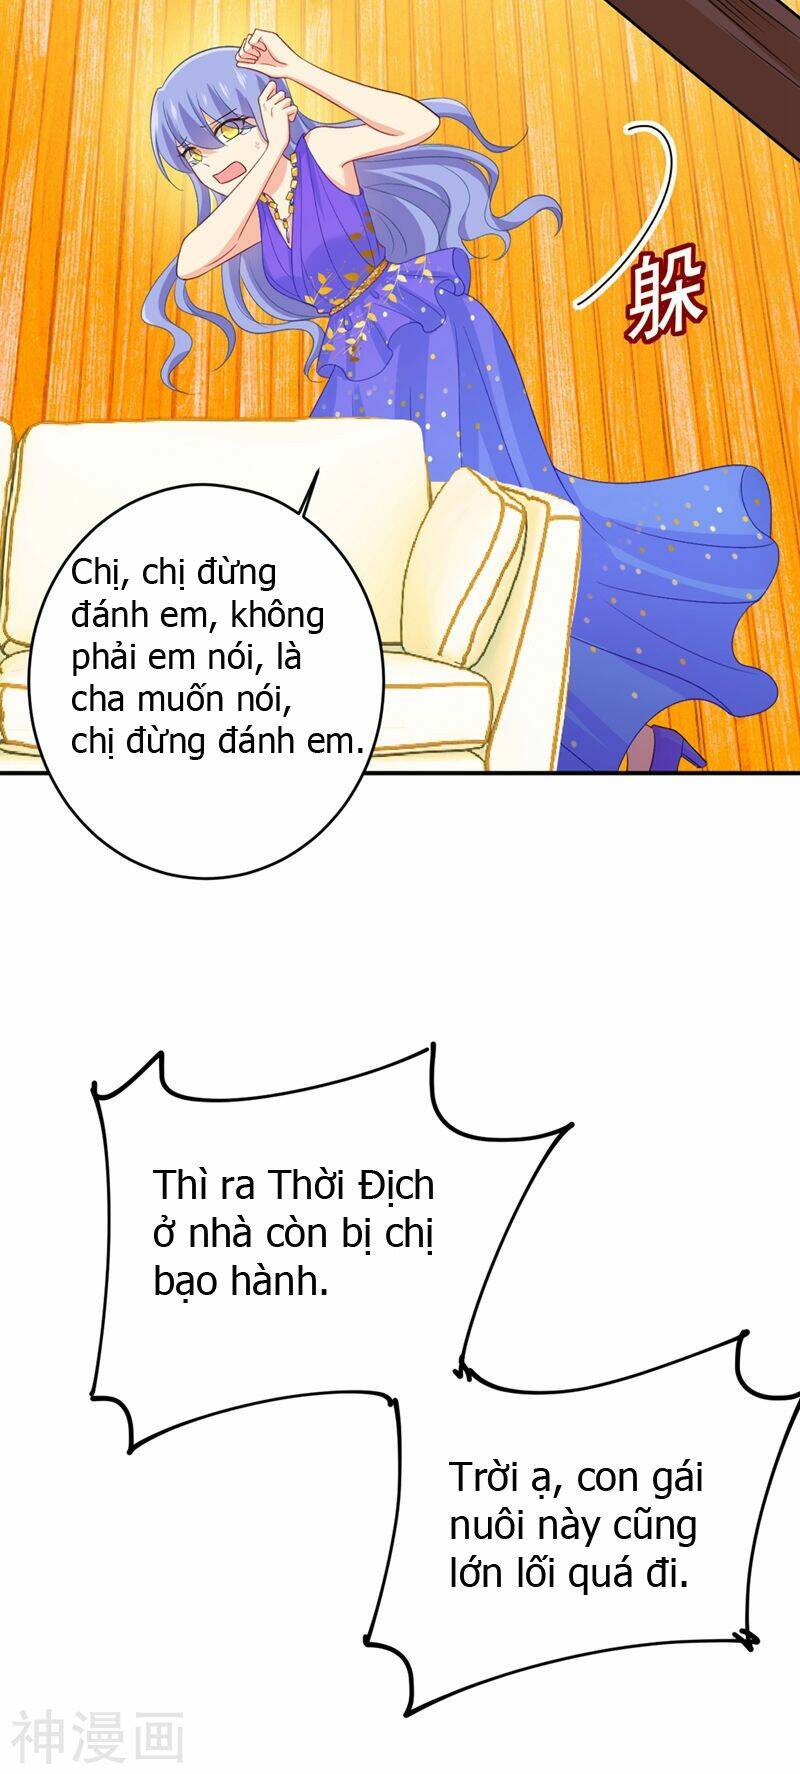 躲
Chị, chị đừng
đánh em, không
phải em nói, là
cha muốn nói,
chị đừng đánh em.
Thì ra Thời Địch
ở nhà còn bị chị
bạo hành.
Trời ạ, con gái
nuôi này cũng
lớn lối quá đi.
神漫画